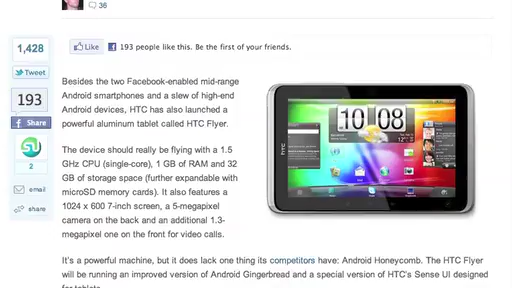 36
1,428
Tweet
193
Share
2
email
share
Like
193 people like this. Be the first of your friends.
Besides the two Facebook-enabled mid-range
Android smartphones and a slew of high-end
Android devices, HTC has also launched a
powerful aluminum tablet called HTC Flyer.
The device should really be flying with a 1.5
GHz CPU (single-core), 1 GB of RAM and 32
GB of storage space (further expandable with
microSD memory cards). It also features a
1024 x 600 7-inch screen, a 5-megapixel
camera on the back and an additional 1.3-
megapixel one on the front for video calls.
hTC
10 08
It's a powerful machine, but it does lack one thing its competitors have: Android Honeycomb. The HTC Flyer
will be running an improved version of Android Gingerbread and a special version of HTC's Sense UI designed
for tablets.